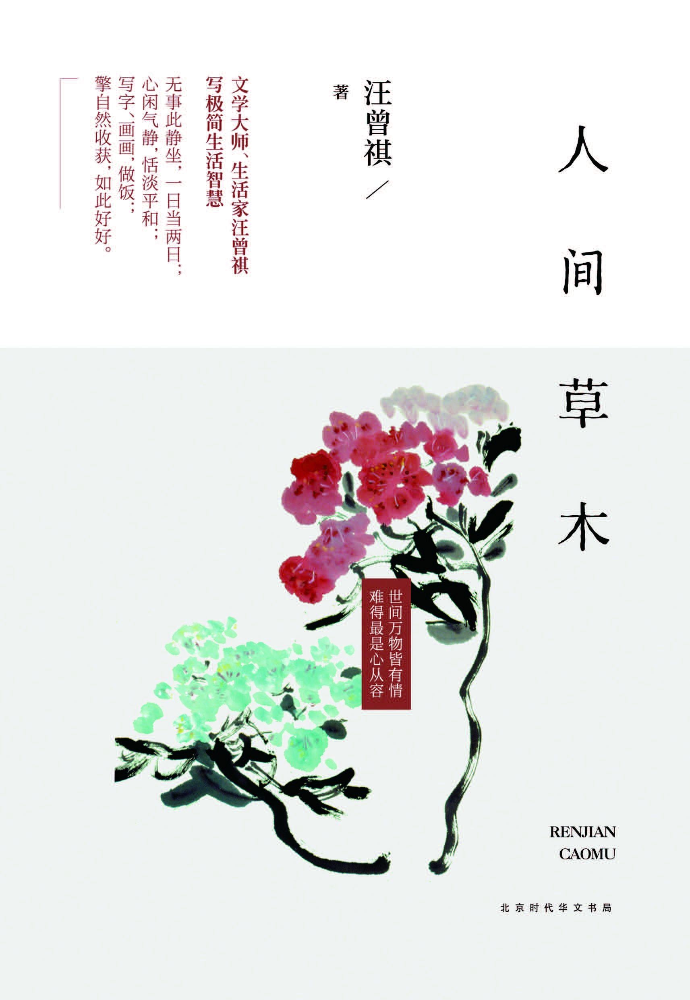 人间草木
汪曾祺／
著
文学大师、生活家汪曾祺
写极简生活智慧
无事此静坐，一日当两日；
心闲气静，恬淡平和；
写字、画画，做饭；
擎自然收获，如此好好。
世间万物皆有情
难得最是心从容
RENJIAN
CAOMU
北京时代华文书局